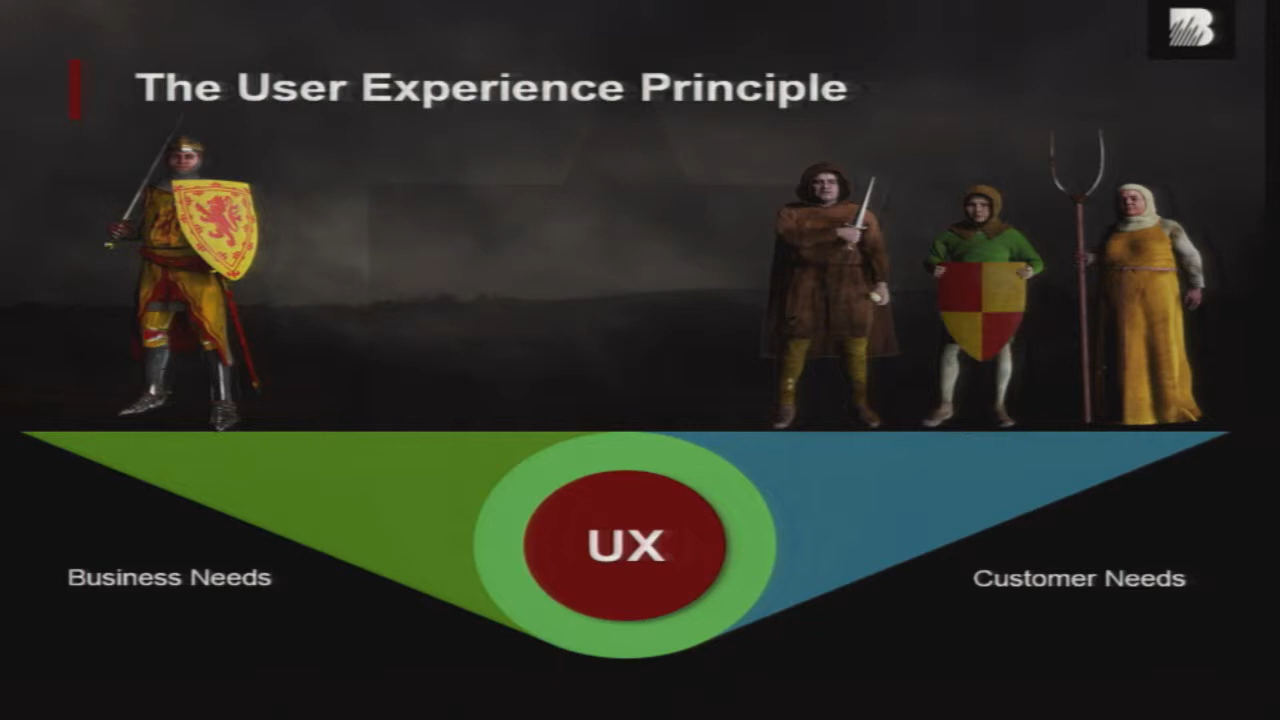 The User Experience Principle
UX
Business Needs
Customer Needs